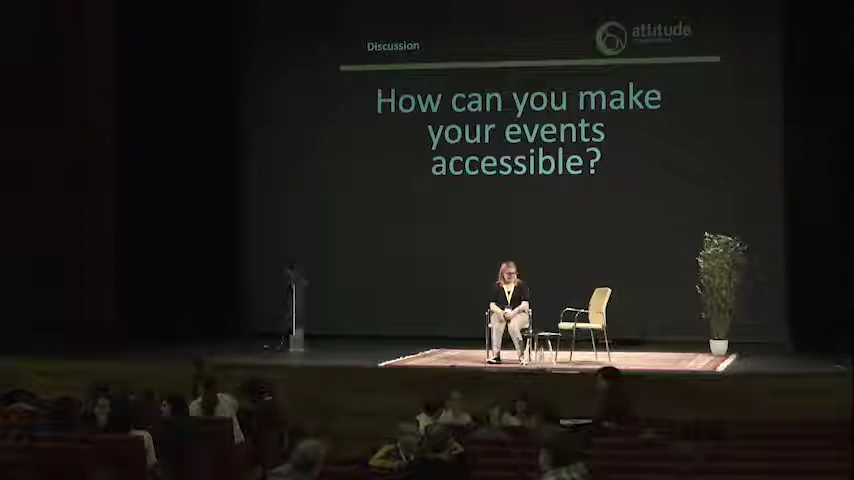 Discussion
attitude
How can you make
your events
accessible?